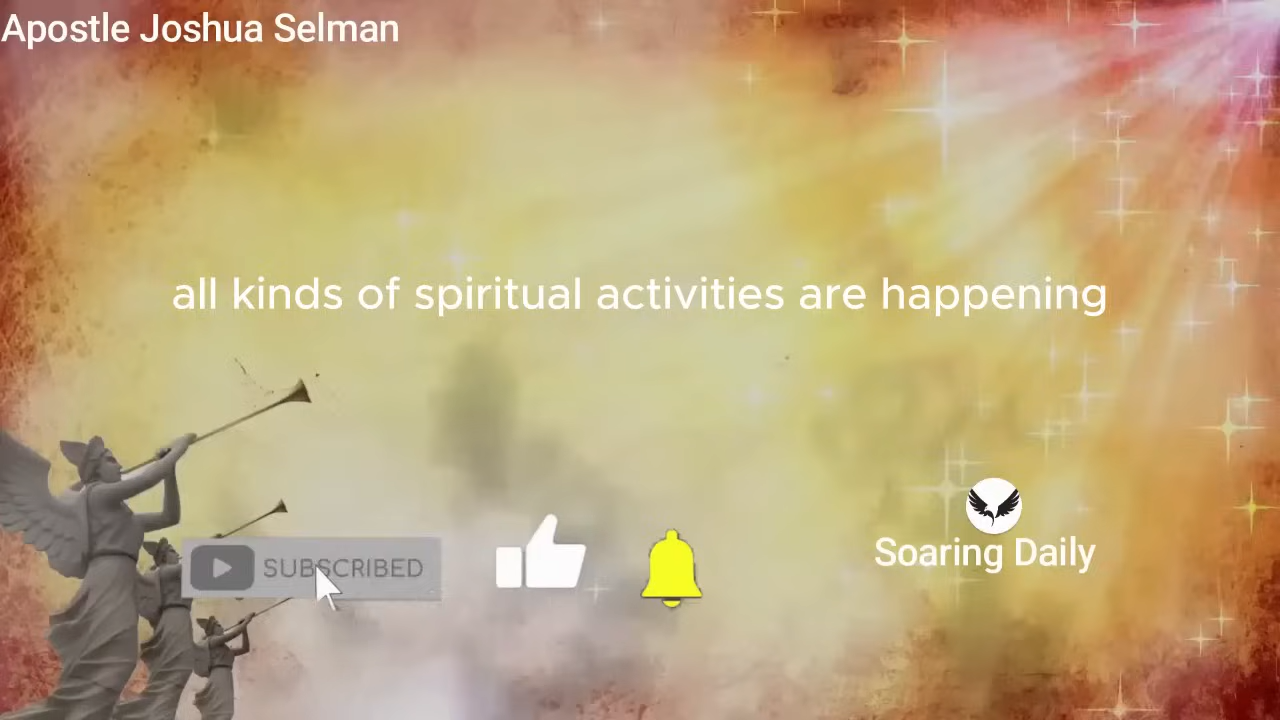 Apostle Joshua Selman
all kinds of spiritual activities are happening
SUBSCRIBED
Soaring Daily